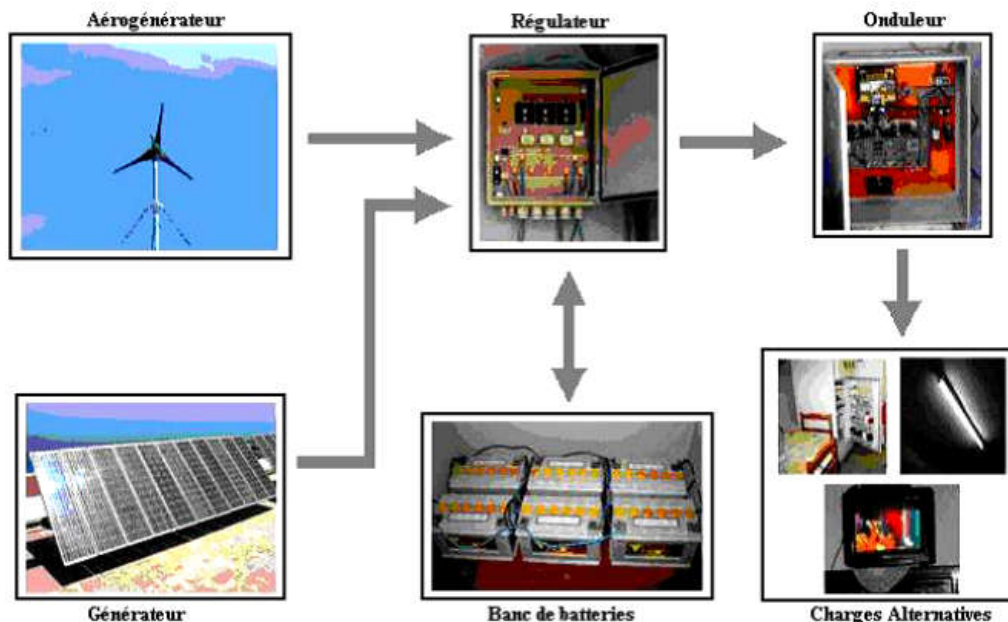 Aérogénérateur
Régulateur
Onduleur
Générateur
Banc de batteries
Charges Alternatives